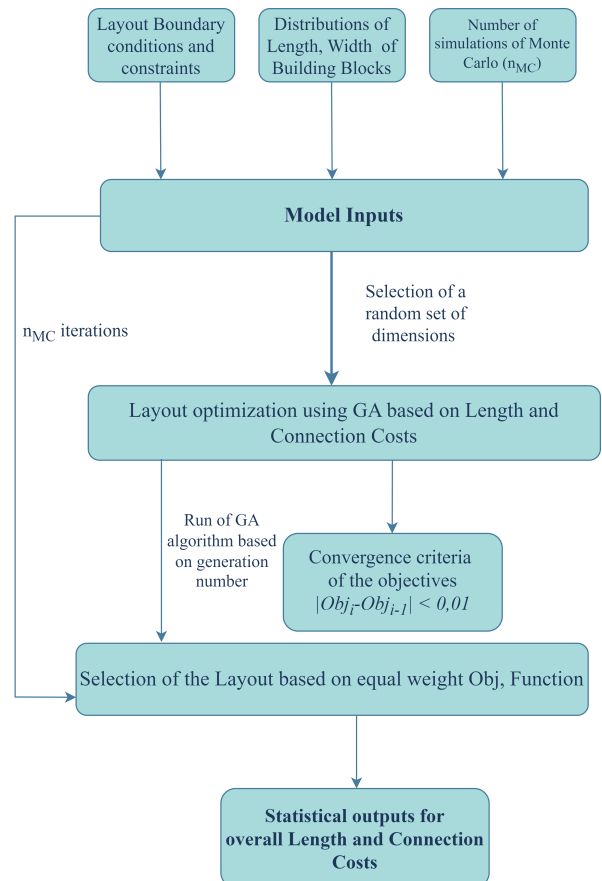 Layout Boundary
conditions and
constraints
Distributions of
Length, Width of
Building Blocks
Number of
simulations of Monte
Carlo (nMC)
Model Inputs
Selection of a
random set of
dimensions
nMC iterations
Layout optimization using GA based on Length and
Connection Costs
Run of GA
algorithm based
on generation
number
Convergence criteria
of the objectives
|Obji-Obji-1| < 0,01
Selection of the Layout based on equal weight Obj, Function
Statistical outputs for
overall Length and Connection
Costs